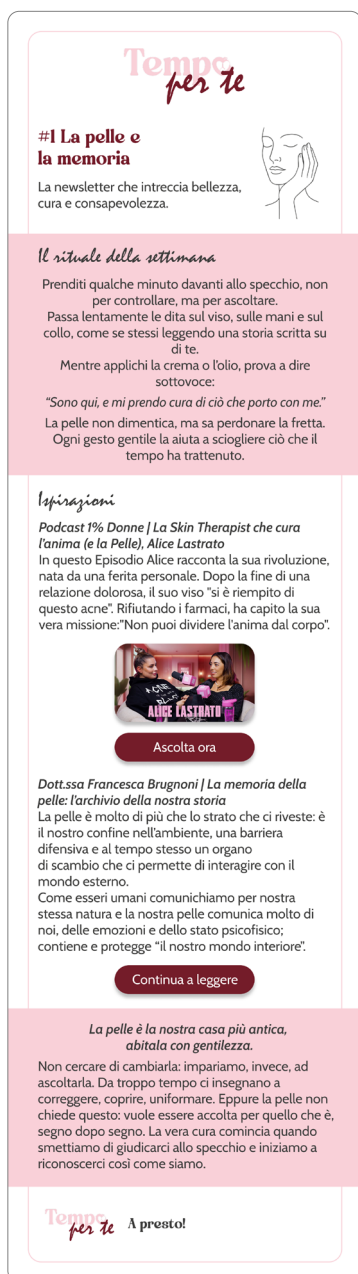 Tempo
per te
#1 La pelle e
la memoria
La newsletter che intreccia bellezza,
cura e consapevolezza.
Il rituale della settimana
Prenditi qualche minuto davanti allo specchio, non
per controllare, ma per ascoltare.
Passa lentamente le dita sul viso, sulle mani e sul
collo, come se stessi leggendo una storia scritta su
di te.
Mentre applichi la crema o l'olio, prova a dire
sottovoce:
“Sono qui, e mi prendo cura di ciò che porto con me.”
La pelle non dimentica, ma sa perdonare la fretta.
Ogni gesto gentile la aiuta a sciogliere ciò che il
tempo ha trattenuto.
Ispirazioni
Podcast 1% Donne | La Skin Therapist che cura
l'anima (e la Pelle), Alice Lastrato
In questo Episodio Alice racconta la sua rivoluzione,
nata da una ferita personale. Dopo la fine di una
relazione dolorosa, il suo viso "si è riempito di
questo acne". Rifiutando i farmaci, ha capito la sua
vera missione:"Non puoi dividere l'anima dal corpo".
ALICE LASTRATO
Ascolta ora
Dott.ssa Francesca Brugnoni | La memoria della
pelle: l'archivio della nostra storia
La pelle è molto di più che lo strato che ci riveste: è
il nostro confine nell'ambiente, una barriera
difensiva e al tempo stesso un organo
di scambio che ci permette di interagire con il
mondo esterno.
Come esseri umani comunichiamo per nostra
stessa natura e la nostra pelle comunica molto di
noi, delle emozioni e dello stato psicofisico;
contiene e protegge “il nostro mondo interiore”.
Continua a leggere
La pelle è la nostra casa più antica,
abitala con gentilezza.
Non cercare di cambiarla: impariamo, invece, ad
ascoltarla. Da troppo tempo ci insegnano a
correggere, coprire, uniformare. Eppure la pelle non
chiede questo: vuole essere accolta per quello che è,
segno dopo segno. La vera cura comincia quando
smettiamo di giudicarci allo specchio e iniziamo a
riconoscerci così come siamo.
Tempo
per te
A presto!